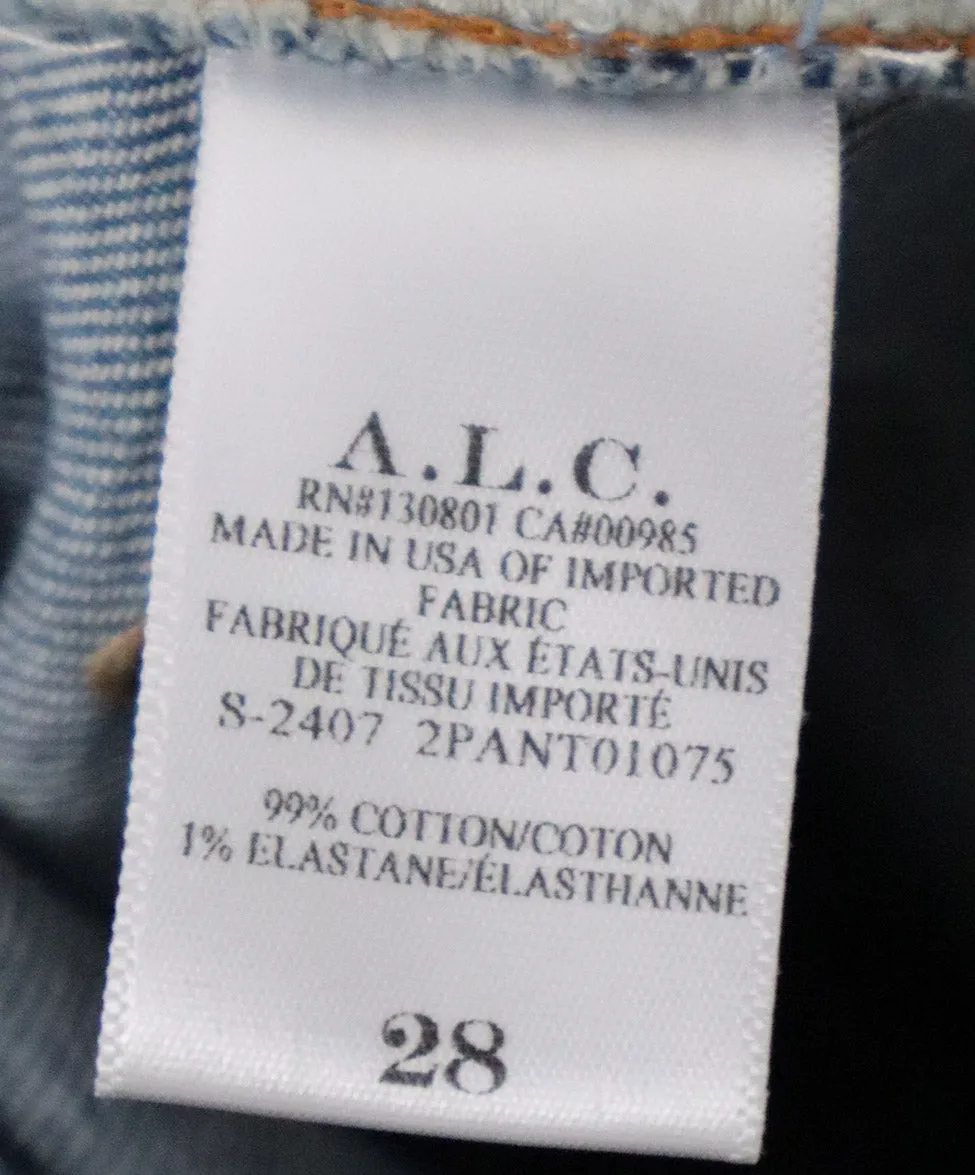 A.L.C.
RN#130801 CA#00985
MADE IN USA OF IMPORTED
FABRIC
FABRIQUÉ AUX ÉTATS-UNIS
DE TISSU IMPORTÉ
S-2407 2PANT01075
99% COTTON/COTON
1% ELASTANE/ÉLASTHANNE
28